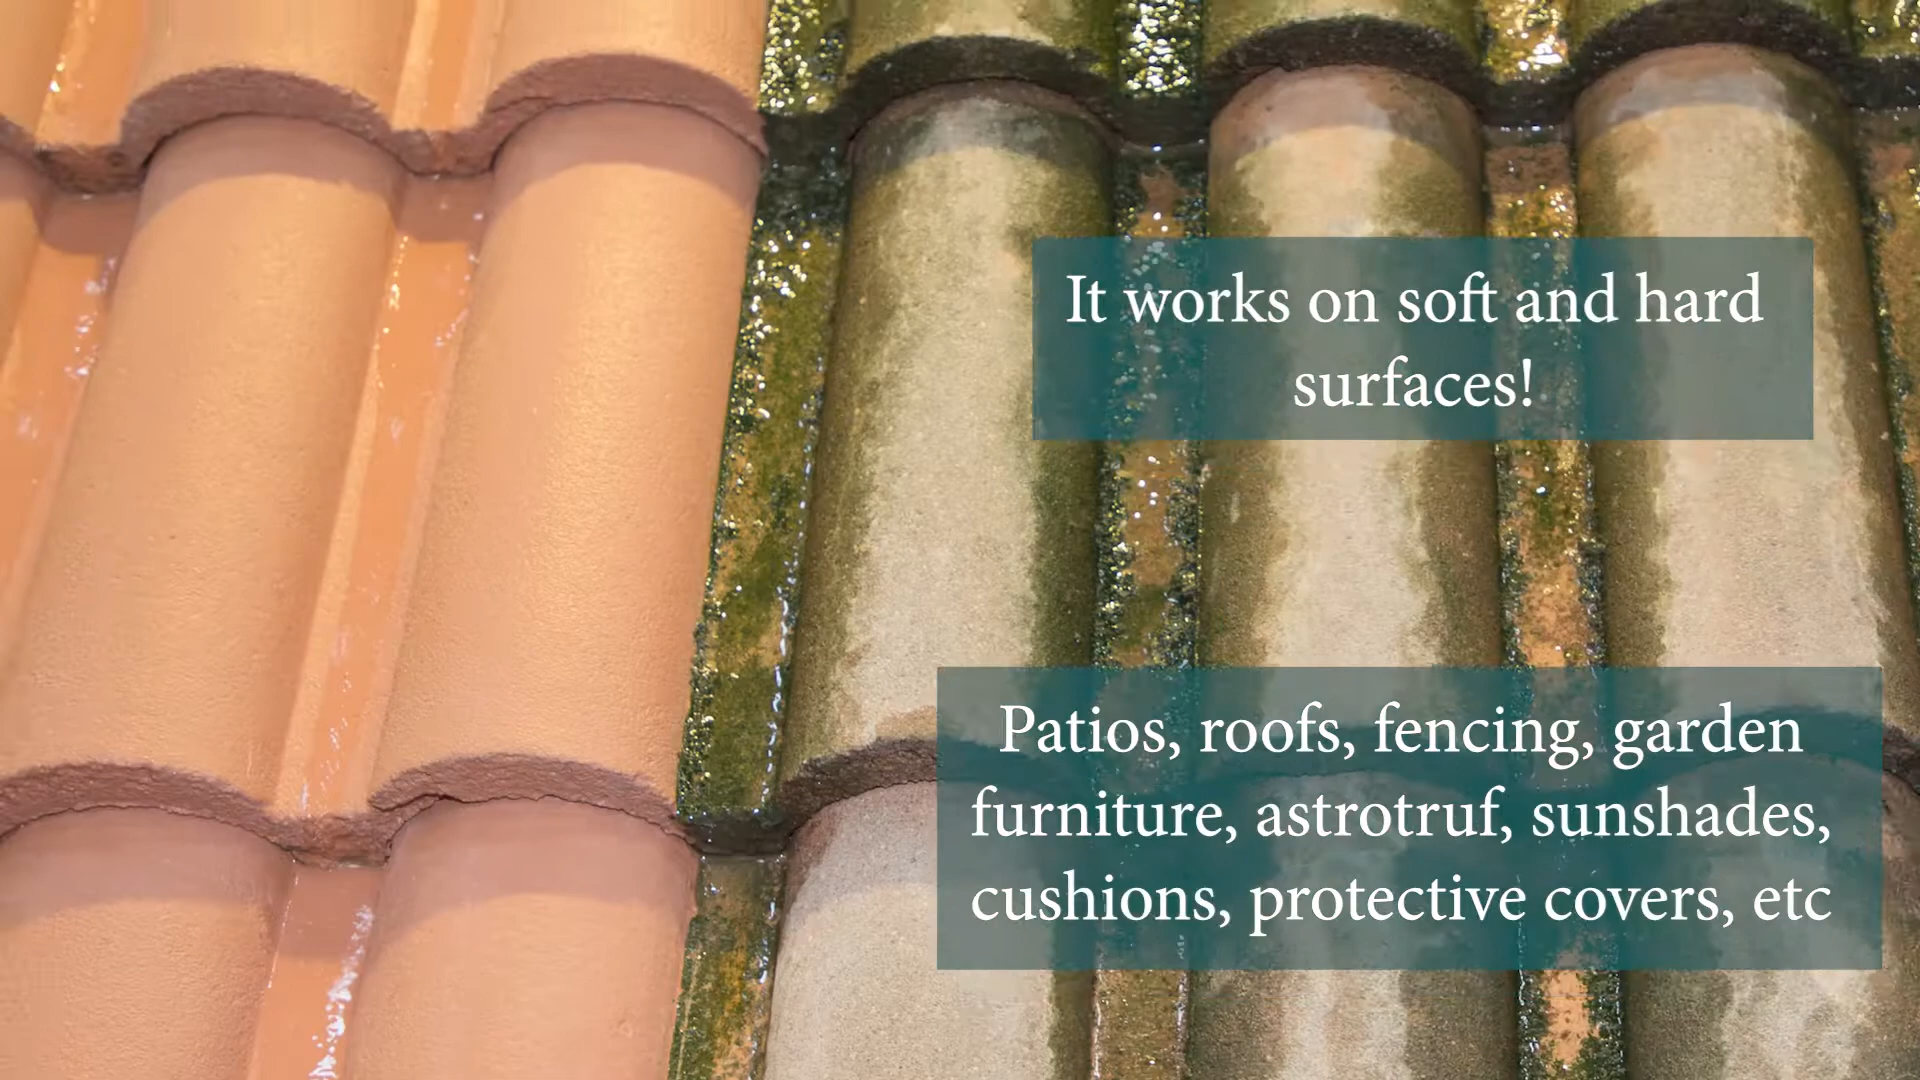 It works on soft and hard
surfaces!
Patios, roofs, fencing, garden
furniture, astrotruf, sunshades,
cushions, protective covers, etc